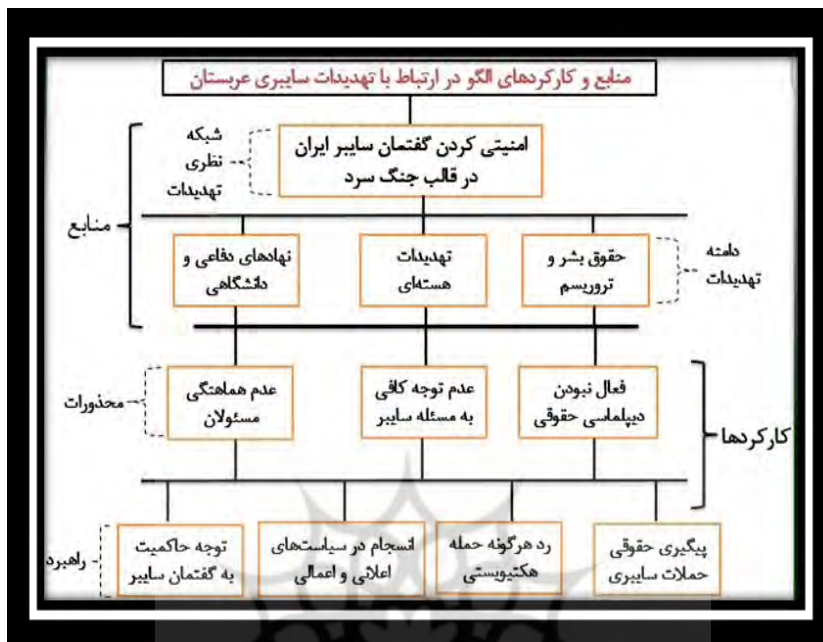 منابع و کارکردهای الگو در ارتباط با تهدیدات سایبری عربستان
امنیتی کردن گفتمان سایبر ایران
در قالب جنگ سرد
شبکه
نظری
تهدیدات
منابع
حقوق بشر و
تروریسم
تهدیدات
هسته‌ای
نهادهای دفاعی و
دانشگاهی
دامنه
تهدیدات
فعال نبودن
دیپلماسی حقوقی
عدم توجه کافی
به مسئله سایبر
عدم هماهنگی
مسئولان
محذورات
کارکردها
پیگیری حقوقی
حملات سایبری
رد هرگونه حمله
هکتیویستی
انسجام در سیاست‌های
اعلانی و اعمالی
توجه حاکمیت
به گفتمان سایبر
راهبرد